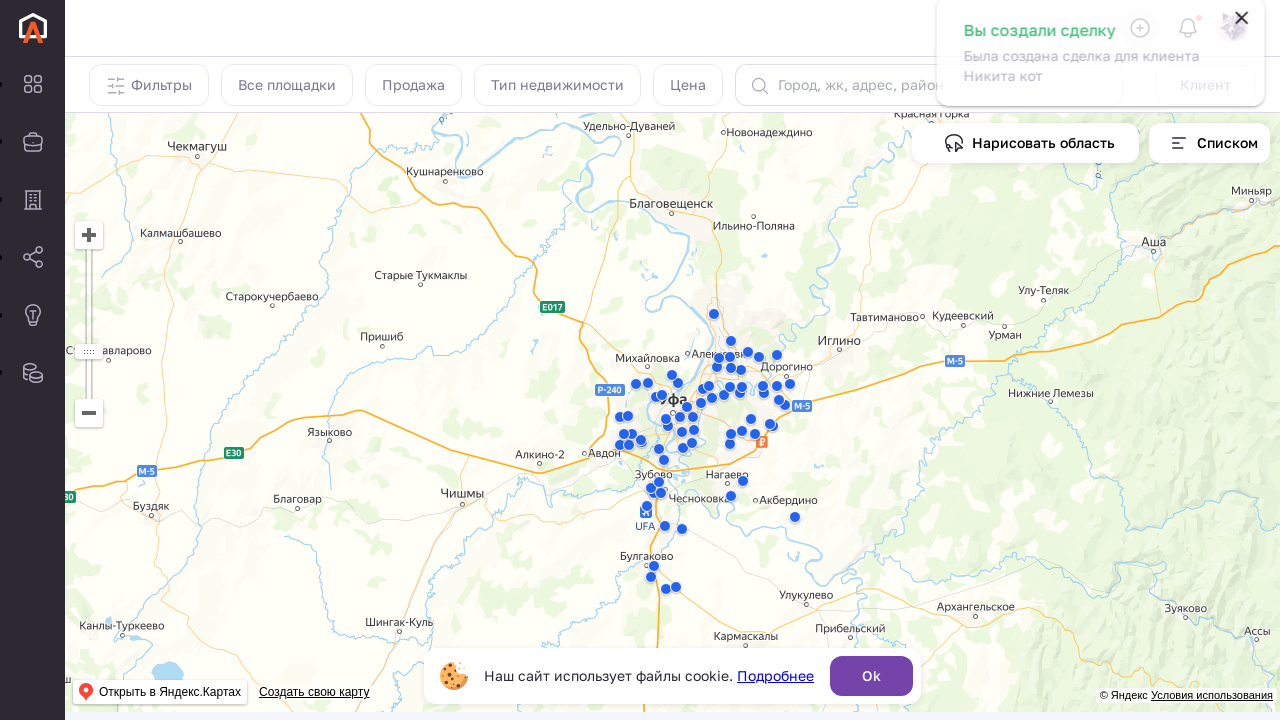 Вы создали сделку
Была создана сделка для клиента
Никита кот
Фильтры
Все площадки
Продажа
Тип недвижимости
Цена
Город, жк, адрес, район
Клиент
Нарисовать область
Списком
Удельно-Дуваней
Новонадеждино
Красная Горка
Чекмагуш
Кушнаренково
Миньяр
Благовещенск
Ильино-Поляна
Калмашбашево
Аша
Старые Тукмаклы
Старокучербаево
Улу-Теляк
E017
Тавтиманово
Кудеевский
Урман
Пришиб
Иглино
Михайловка
Дорогино
M-5
P-240
Уфа
Нижние Лемезы
M-5
Языково
E30
Алкино-2
Авдон
M-5
Зубово
Нагаево
Чишмы
Благовар
Чесноковка
Акбердино
Буздяк
UFA
Булгаково
Улукулево
Архангельское
Зуяково
Канлы-Туркеево
Шингак-Куль
Прибельский
Кармаскалы
Ассы
Наш сайт использует файлы cookie. Подробнее
Ok
Открыть в Яндекс.Картах
Создать свою карту
© Яндекс Условия использования